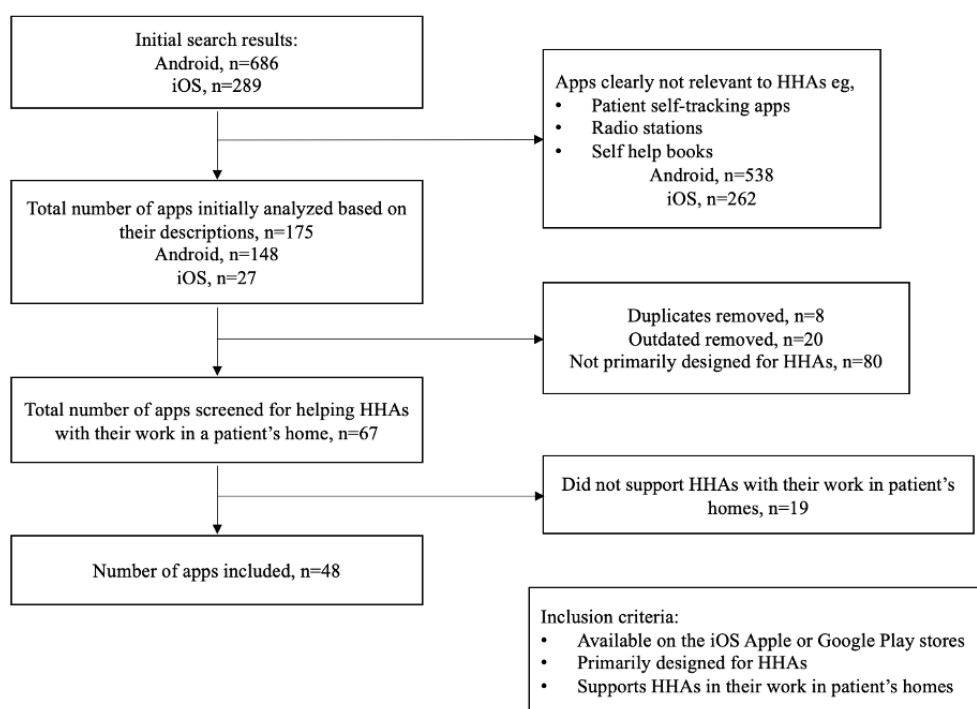 Initial search results:
Android, n=686
iOS, n=289
Apps clearly not relevant to HHAs eg,
• Patient self-tracking apps
• Radio stations
• Self help books
Android, n=538
iOS, n=262
Total number of apps initially analyzed based on
their descriptions, n=175
Android, n=148
iOS, n=27
Duplicates removed, n=8
Outdated removed, n=20
Not primarily designed for HHAs, n=80
Total number of apps screened for helping HHAs
with their work in a patient’s home, n=67
Did not support HHAs with their work in patient’s
homes, n=19
Number of apps included, n=48
Inclusion criteria:
• Available on the iOS Apple or Google Play stores
• Primarily designed for HHAs
• Supports HHAs in their work in patient’s homes